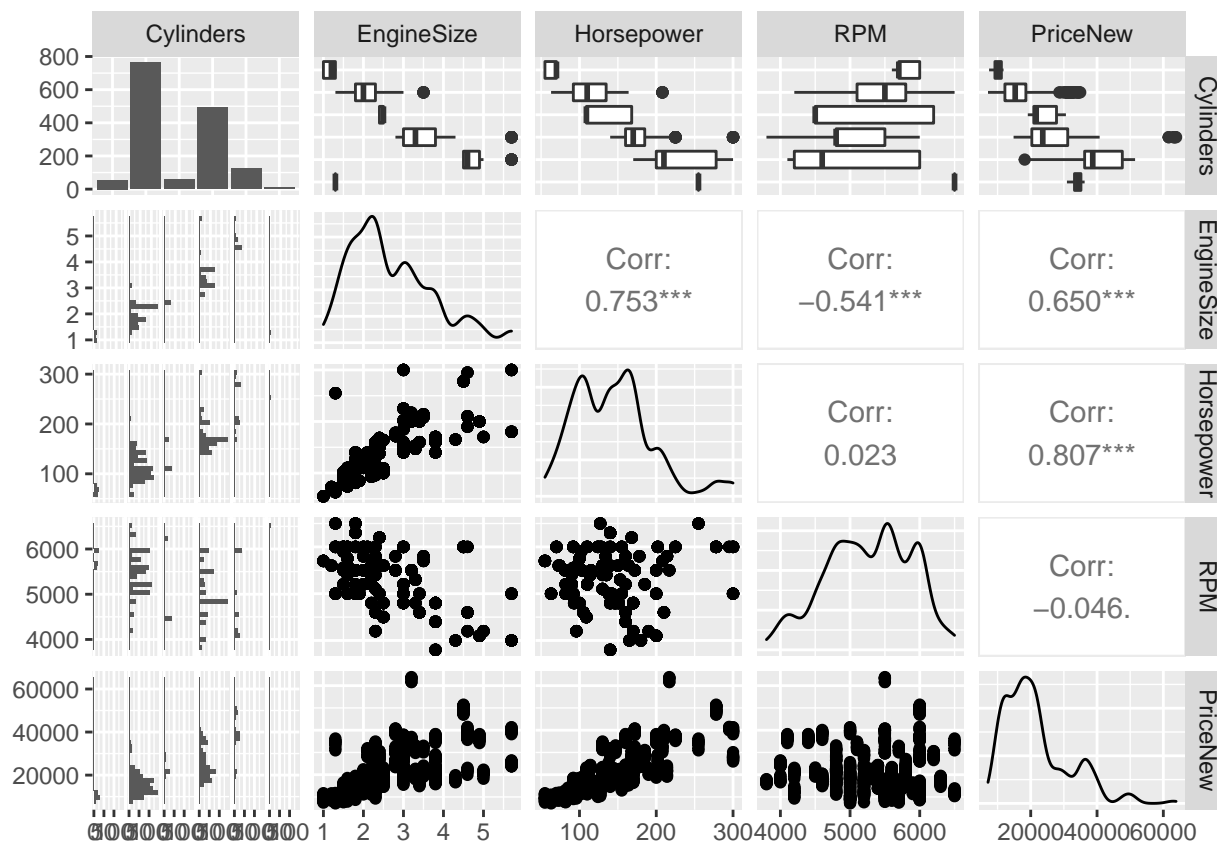 Cylinders EngineSize Horsepower RPM PriceNew
800
600
400
200
0
Cylinders
5
4
3
2
1
Corr:
0.753***
Corr:
−0.541***
Corr:
0.650***
EngineSize
300
200
100
Corr:
0.023
Corr:
0.807***
Horsepower
6000
5000
4000
Corr:
−0.046.
RPM
60000
40000
20000
PriceNew
1 2 3 4 5 100 200 300 4000 5000 6000 20000 40000 60000